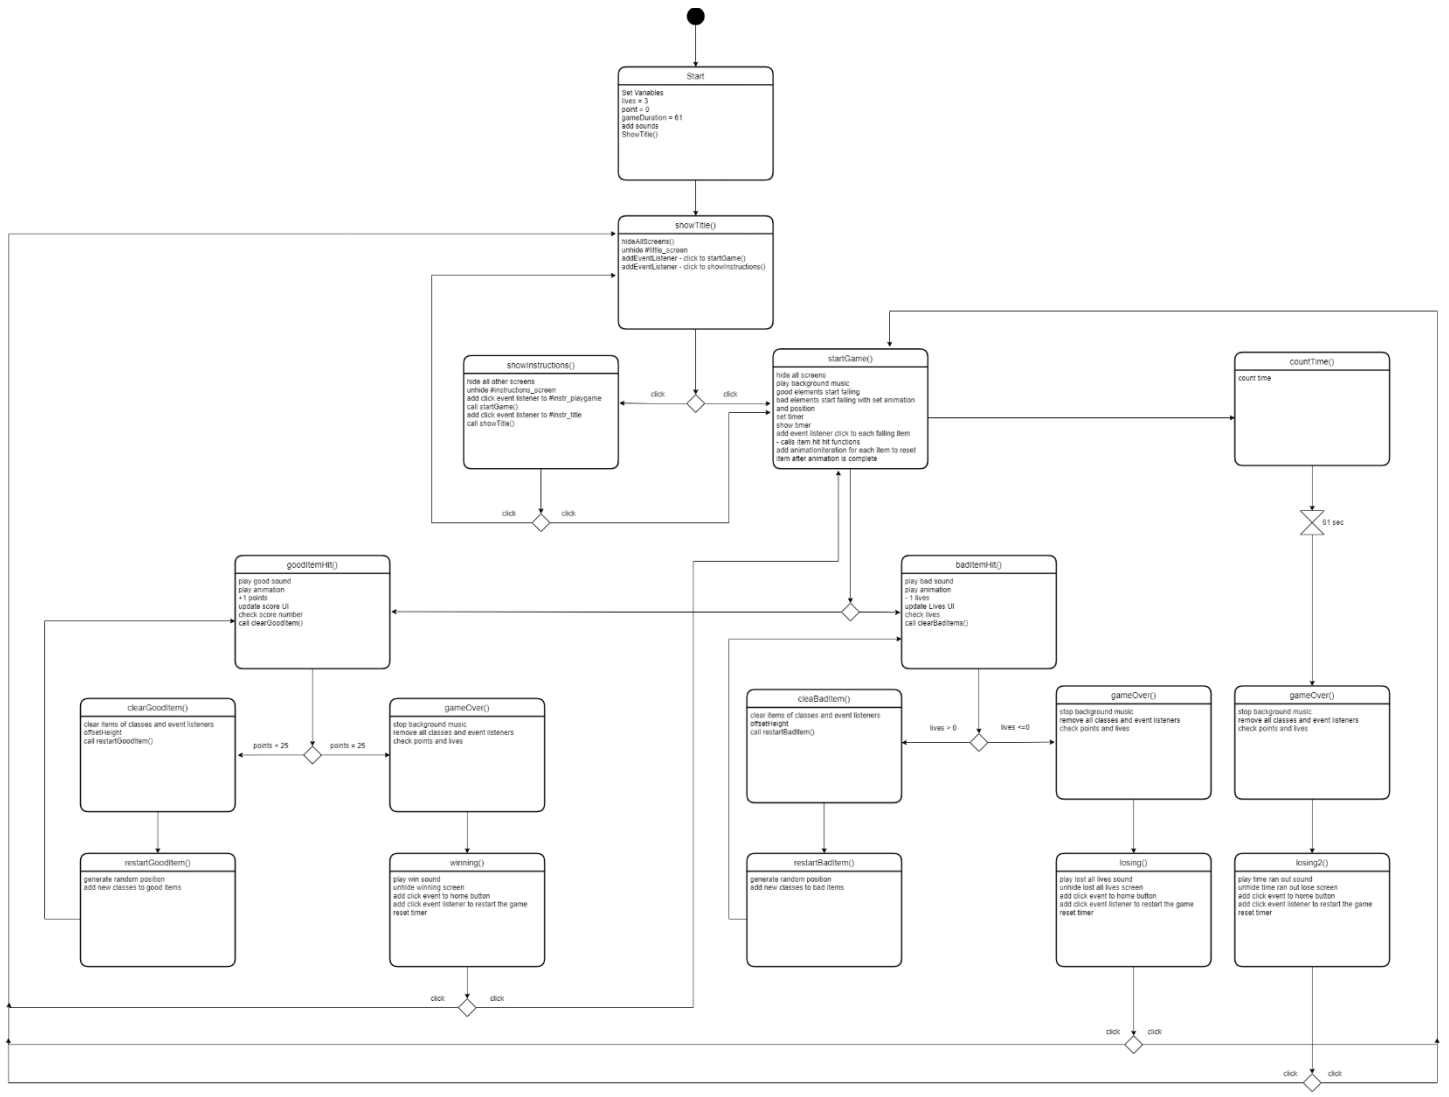 Start
Set Variables
lives = 3
point = 0
gameDuration = 61
add sounds
ShowTitle()
showTitle()
hideAllScreens()
unhide #tittle_screen
addEventListener - click to startGame()
addEventListener - click to showInstructions()
showInstructions()
hide all other screens
unhide #instructions_screen
add click event listener to #instr_playgame
call startGame()
add click event listener to #instr_title
call showTitle()
click
click
startGame()
hide all screens
play background music
good elements start falling
bad elements start falling with set animation
and position
set timer
show timer
add event listener click to each falling item
- calls item hit hit functions
add animationiteration for each item to reset
item after animation is complete
countTime()
count time
click
click
61 sec
goodItemHit()
play good sound
play animation
+1 points
update score UI
check score number
call clearGoodItem()
badItemHit()
play bad sound
play animation
- 1 lives
update Lives UI
check lives
call clearBadItems()
clearGoodItem()
clear items of classes and event listeners
offsetHeight
call restartGoodItem()
points < 25
points = 25
gameOver()
stop background music
remove all classes and event listeners
check points and lives
cleaBadItem()
clear items of classes and event listeners
offsetHeight
call restartBadItem()
lives > 0
lives <=0
gameOver()
stop background music
remove all classes and event listeners
check points and lives
gameOver()
stop background music
remove all classes and event listeners
check points and lives
restartGoodItem()
generate random position
add new classes to good items
winning()
play win sound
unhide winning screen
add click event to home button
add click event listener to restart the game
reset timer
restartBadItem()
generate random position
add new classes to bad items
losing()
play lost all lives sound
unhide lost all lives screen
add click event to home button
add click event listener to restart the game
reset timer
losing2()
play time ran out sound
unhide time ran out lose screen
add click event to home button
add click event listener to restart the game
reset timer
click
click
click
click
click
click